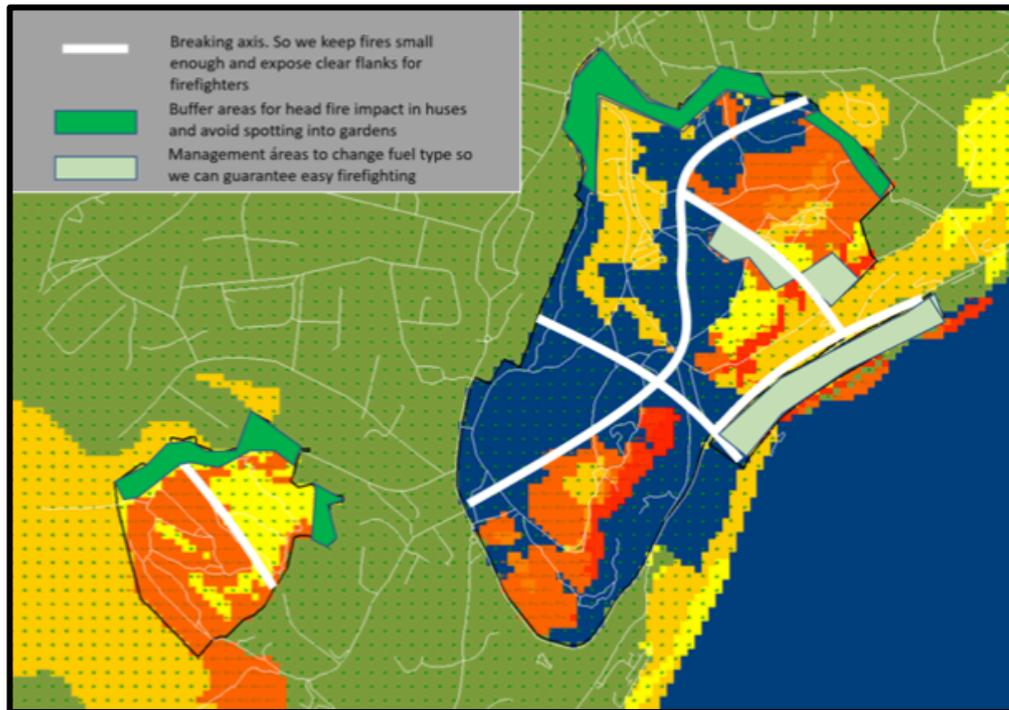 Breaking axis. So we keep fires small
enough and expose clear flanks for
firefighters
Buffer areas for head fire impact in huses
and avoid spotting into gardens
Management áreas to change fuel type so
we can guarantee easy firefighting